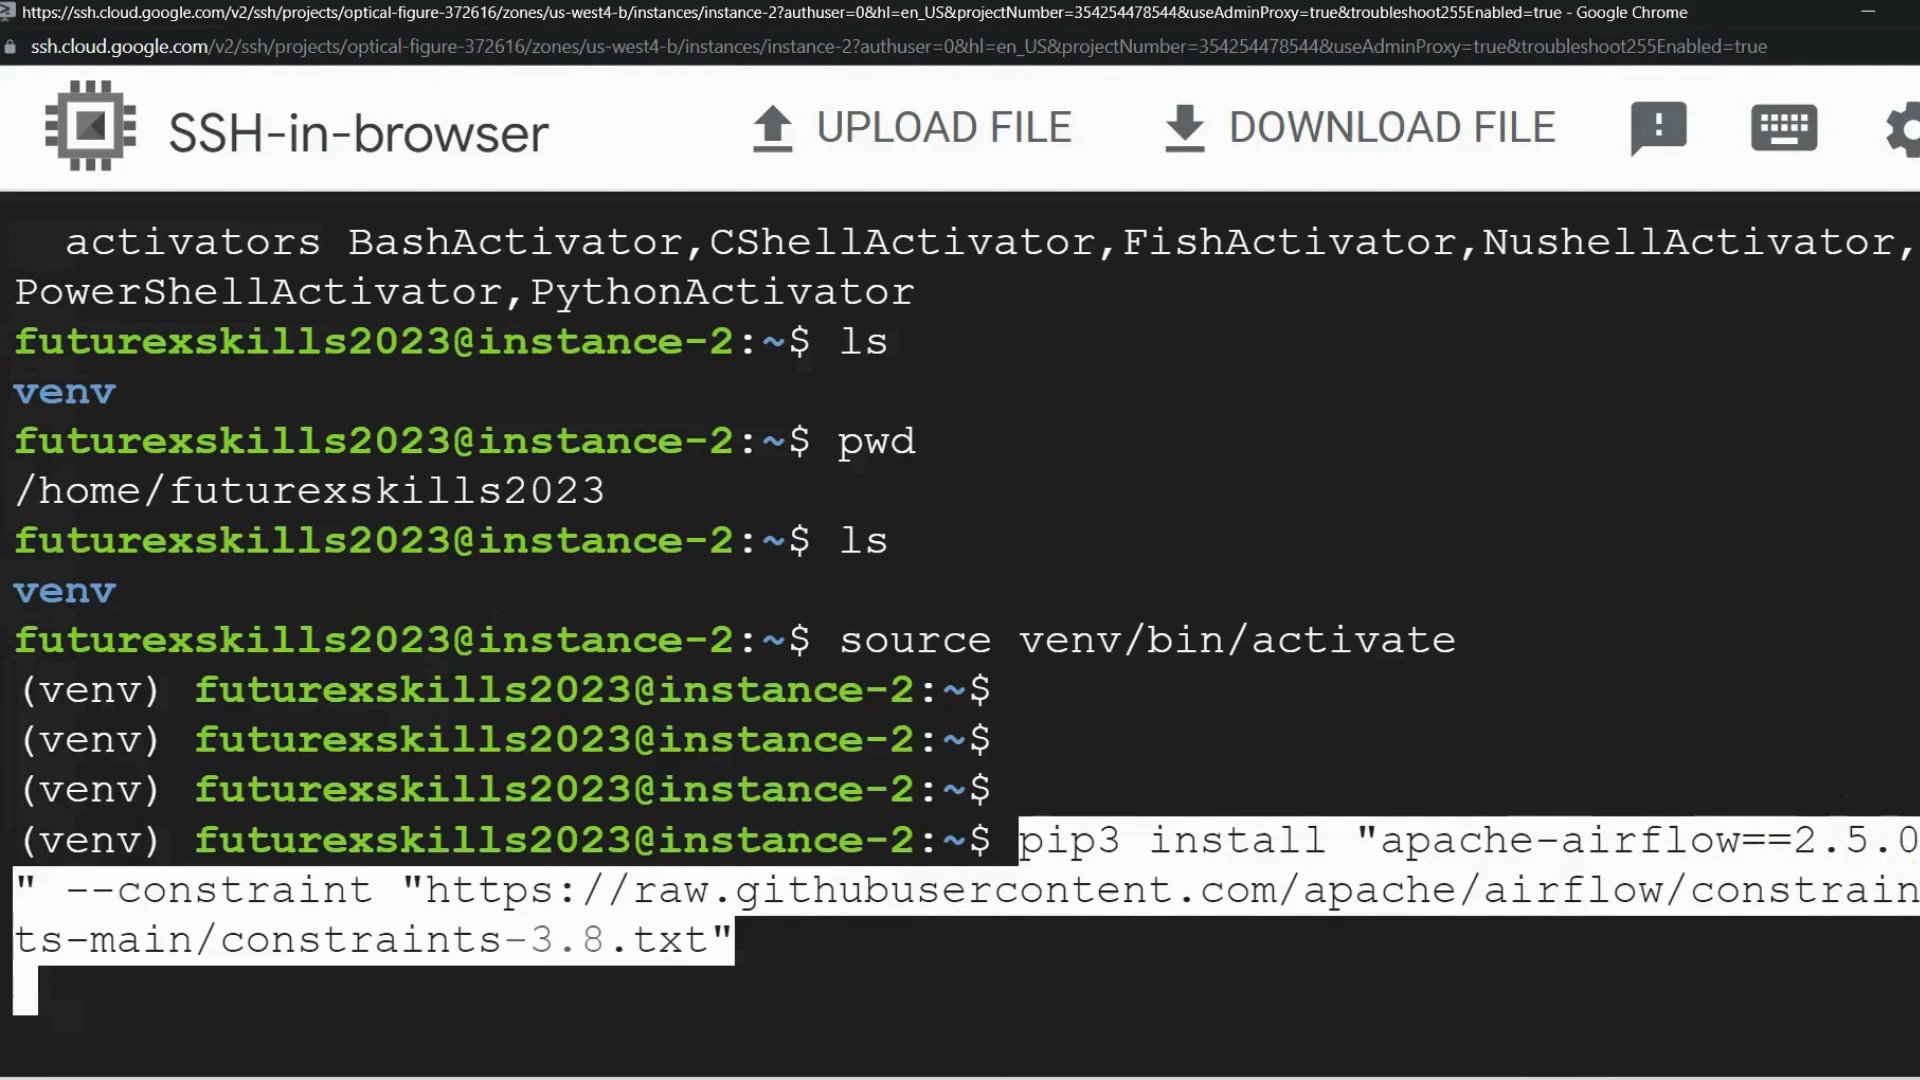 https://ssh.cloud.google.com/v2/ssh/projects/optical-figure-372616/zones/us-west4-b/instances/instance-2?authuser=0&hl=en_US&projectNumber=354254478544&useAdminProxy=true&troubleshoot255Enabled=true - Google Chrome
ssh.cloud.google.com/v2/ssh/projects/optical-figure-372616/zones/us-west4-b/instances/instance-2?authuser=0&hl=en_US&projectNumber=354254478544&useAdminProxy=true&troubleshoot255Enabled=true
SSH-in-browser UPLOAD FILE DOWNLOAD FILE
activators BashActivator,CShellActivator,FishActivator,NushellActivator,
PowerShellActivator,PythonActivator
futurexskills2023@instance-2:~$ ls
venv
futurexskills2023@instance-2:~$ pwd
/home/futurexskills2023
futurexskills2023@instance-2:~$ ls
venv
futurexskills2023@instance-2:~$ source venv/bin/activate
(venv) futurexskills2023@instance-2:~$
(venv) futurexskills2023@instance-2:~$
(venv) futurexskills2023@instance-2:~$
(venv) futurexskills2023@instance-2:~$ pip3 install "apache-airflow==2.5.0
" --constraint "https://raw.githubusercontent.com/apache/airflow/constrain
ts-main/constraints-3.8.txt"